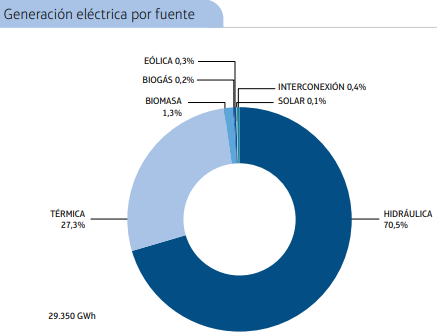 Generación eléctrica por fuente
EÓLICA 0,3%
BIOGÁS 0,2%
INTERCONEXIÓN 0,4%
BIOMASA
1,3%
SOLAR 0,1%
TÉRMICA
27,3%
HIDRÁULICA
70,5%
29.350 GWh